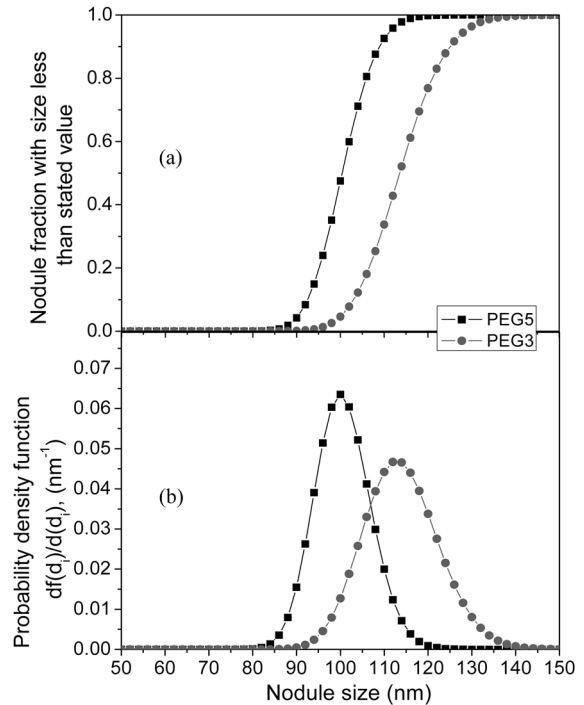 1.0
0.8
0.6
0.4
0.2
0.0
Nodule fraction with size less
than stated value
(a)
PEG5
PEG3
0.07
0.06
0.05
0.04
0.03
0.02
0.01
0.00
Probability density function
df(dᵢ)/d(dᵢ), (nm⁻¹)
(b)
50 60 70 80 90 100 110 120 130 140 150
Nodule size (nm)